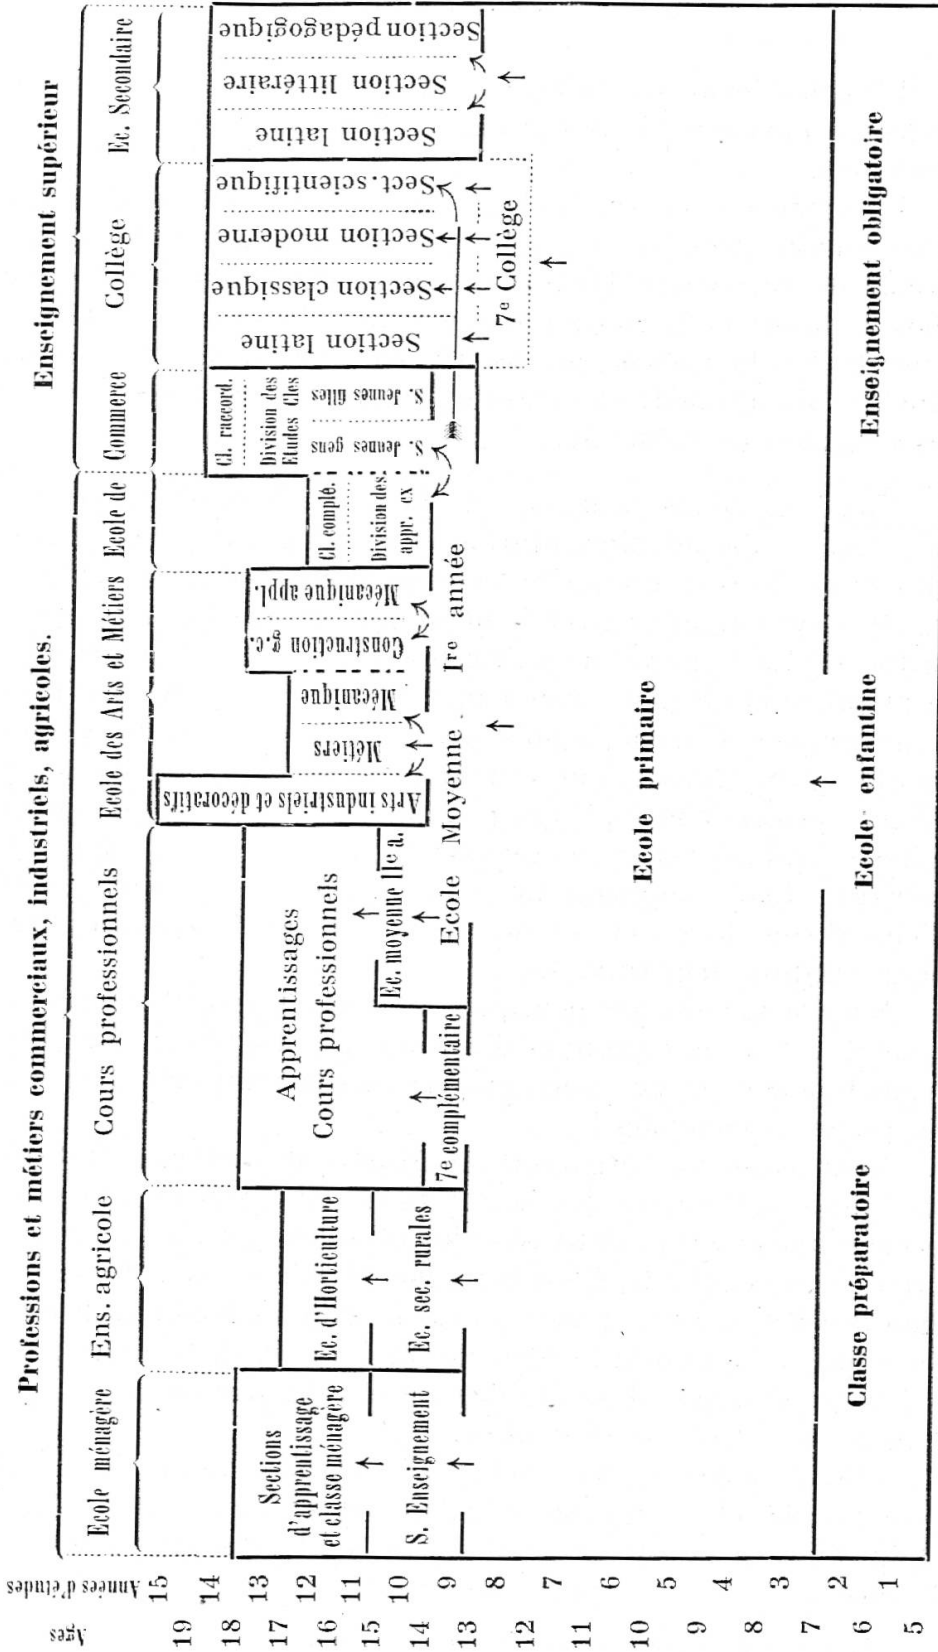 Professions et métiers commerciaux, industriels, agricoles.
Enseignement supérieur
Ecole ménagère
Ens. agricole
Cours professionnels
Ecole des Arts et Métiers
Ecole de Commerce
Collège
Ec. Secondaire
Ages
Années d'études
19
15
18
14
17
13
16
12
15
11
14
10
13
9
12
8
11
7
10
6
9
5
8
4
7
3
6
2
5
1
Sections
d'apprentissage
et classe ménagère
S. Enseignement
Ec. d'Horticulture
Ec. sec. rurales
Apprentissages
Cours professionnels
7e complémentaire
Ec. moyenne IIe a.
Arts industriels et décoratifs
Métiers
Mécanique
Construction g.c.
Mécanique appl.
Cl. complé.
Division des
appr. cx
Cl. raccord.
Division des
Etudes Cles
S. Jeunes gens
S. Jeunes filles
Section latine
Section classique
Section moderne
Sect. scientifique
7e Collège
Section latine
Section littéraire
Section pédagogique
Ecole Moyenne Ire année
Ecole primaire
Classe préparatoire
Ecole enfantine
Enseignement obligatoire